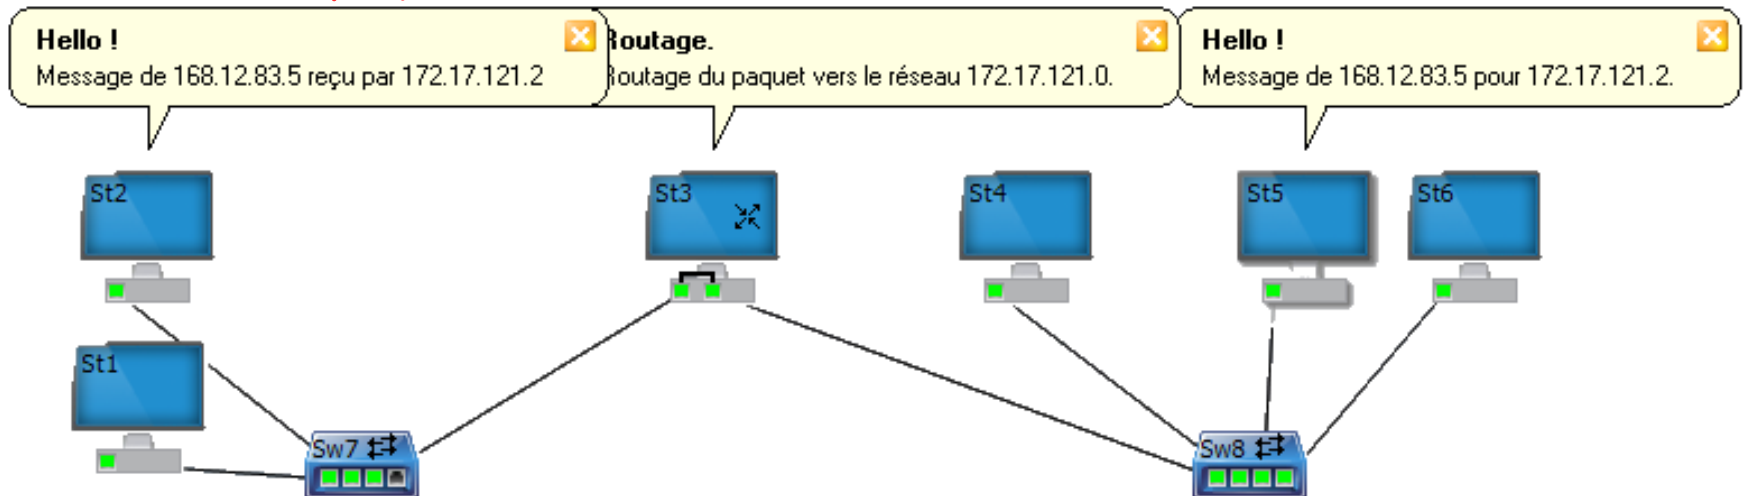 Hello !
Message de 168.12.83.5 reçu par 172.17.121.2
Routage.
Routage du paquet vers le réseau 172.17.121.0.
Hello !
Message de 168.12.83.5 pour 172.17.121.2.
St2
St3
St4
St5
St6
St1
Sw7
Sw8